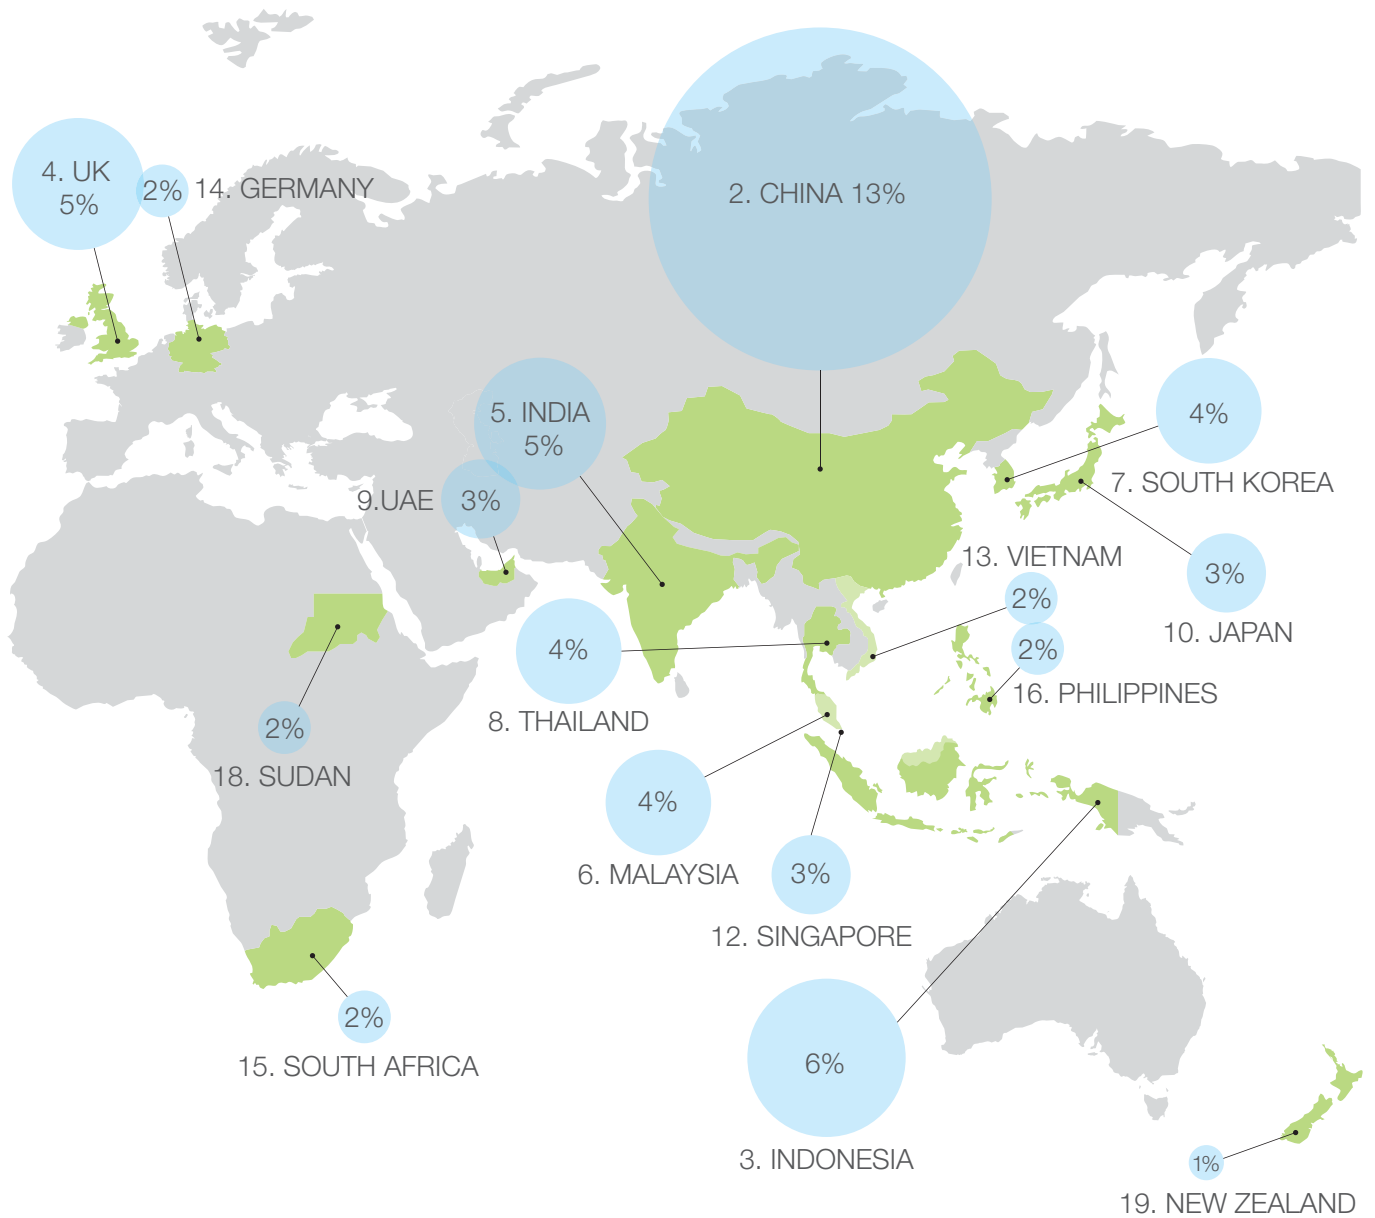 4. UK
5%
2%
14. GERMANY
2. CHINA 13%
5. INDIA
5%
9.UAE
3%
4%
7. SOUTH KOREA
3%
10. JAPAN
13. VIETNAM
2%
2%
16. PHILIPPINES
4%
8. THAILAND
2%
18. SUDAN
4%
6. MALAYSIA
3%
12. SINGAPORE
2%
15. SOUTH AFRICA
6%
3. INDONESIA
1%
19. NEW ZEALAND